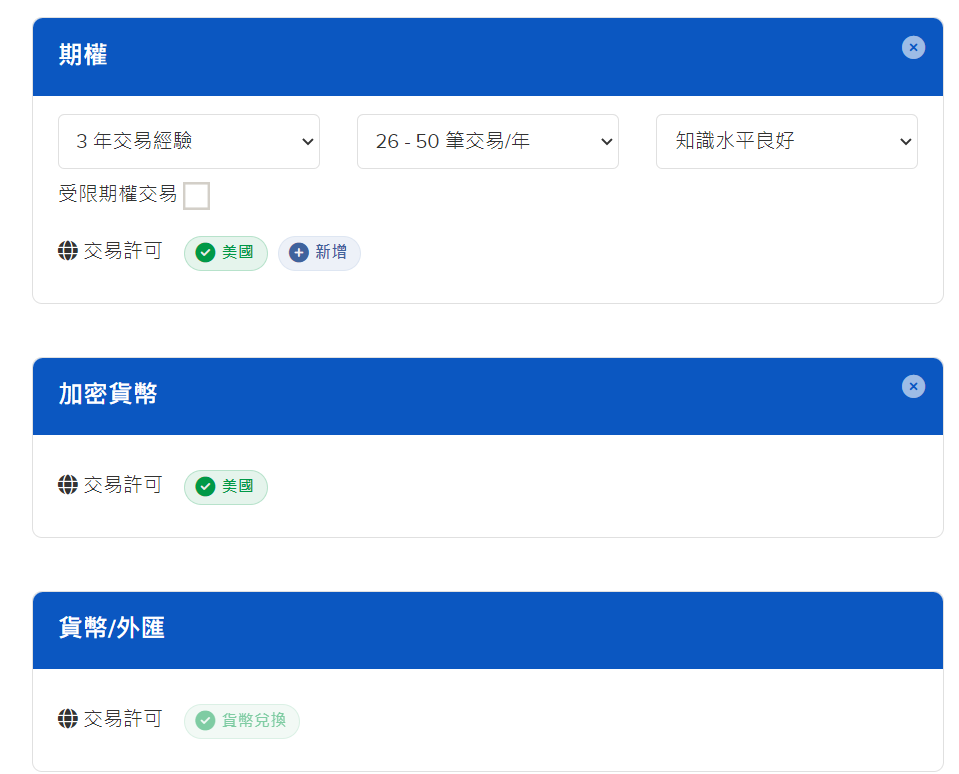 期權
3 年交易經驗 26 - 50 筆交易/年 知識水平良好
受限期權交易
交易許可 美國 新增
加密貨幣
交易許可 美國
貨幣/外匯
交易許可 貨幣兌換